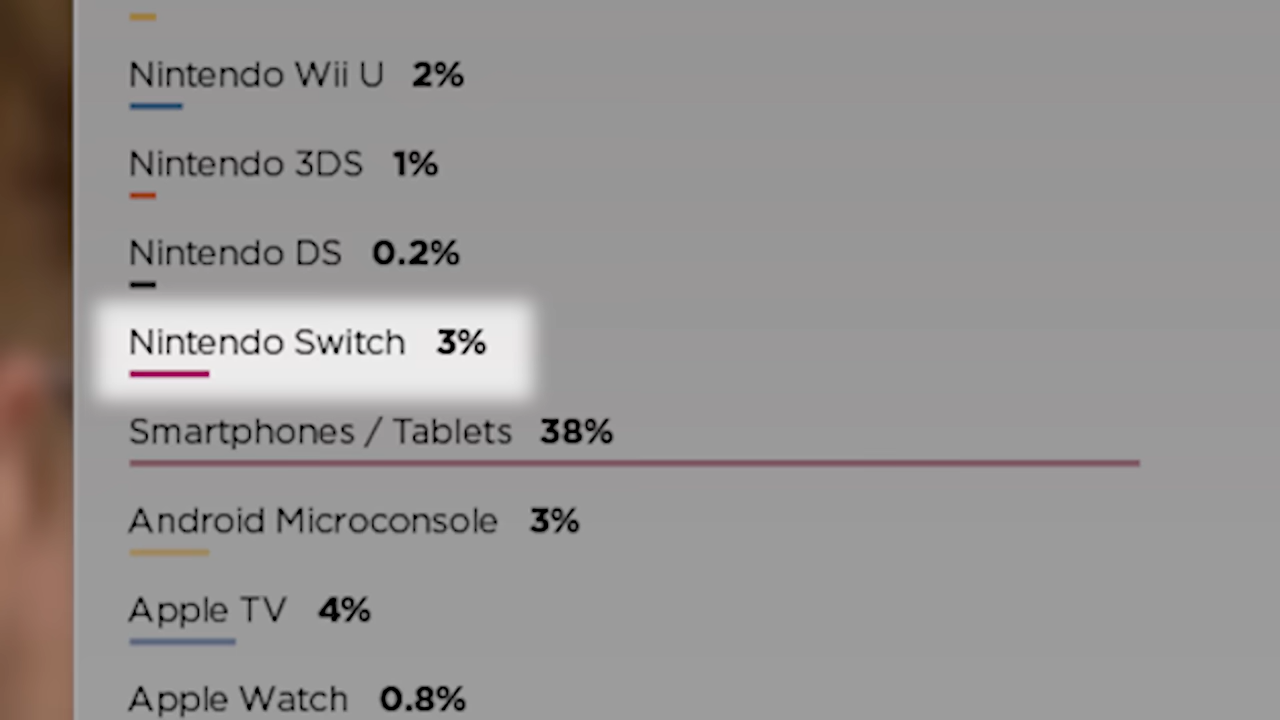 Nintendo Wii U 2%
Nintendo 3DS 1%
Nintendo DS 0.2%
Nintendo Switch 3%
Smartphones / Tablets 38%
Android Microconsole 3%
Apple TV 4%
Apple Watch 0.8%